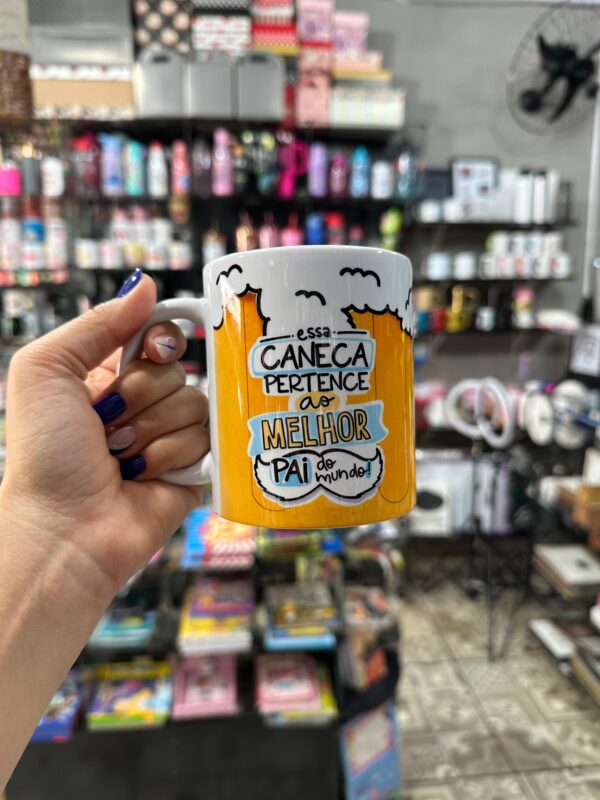 essa
CANECA
PERTENCE
ao
MELHOR
PAI do
mundo!